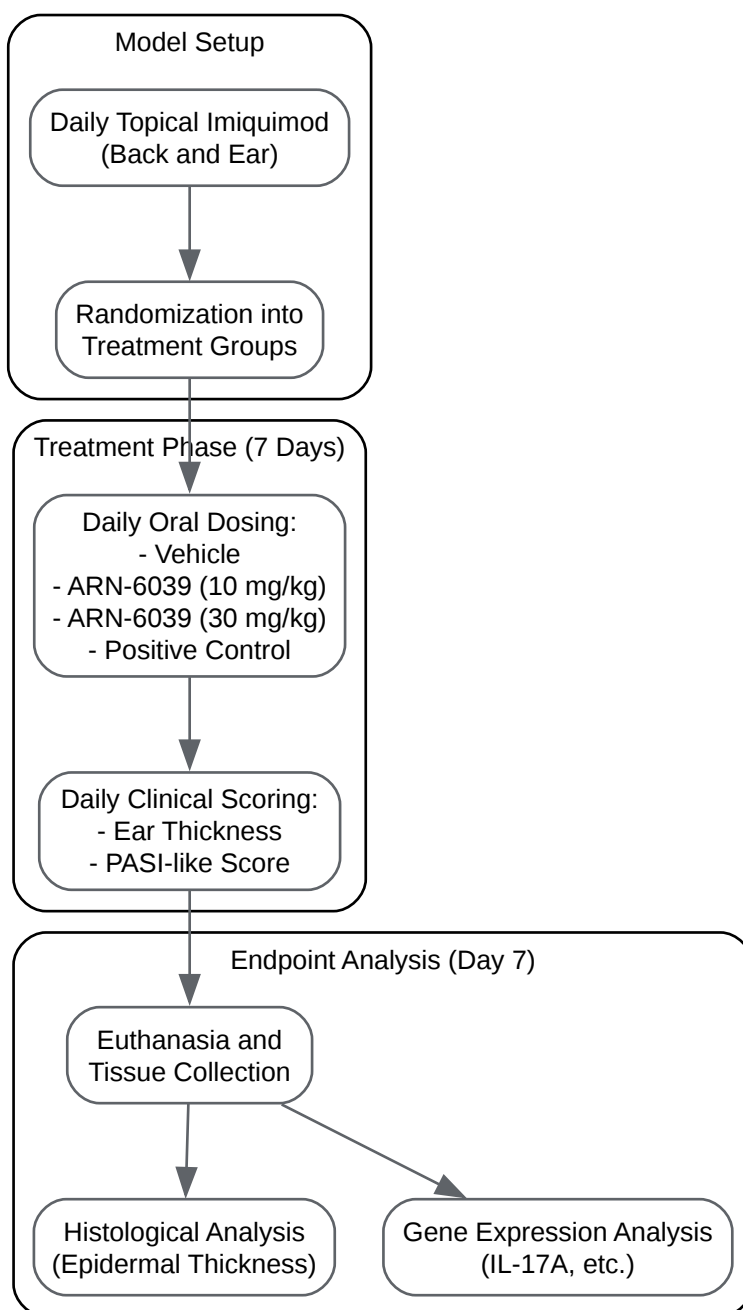 Model Setup
Daily Topical Imiquimod
(Back and Ear)
Randomization into
Treatment Groups
Treatment Phase (7 Days)
Daily Oral Dosing:
- Vehicle
- ARN-6039 (10 mg/kg)
- ARN-6039 (30 mg/kg)
- Positive Control
Daily Clinical Scoring:
- Ear Thickness
- PASI-like Score
Endpoint Analysis (Day 7)
Euthanasia and
Tissue Collection
Histological Analysis
(Epidermal Thickness)
Gene Expression Analysis
(IL-17A, etc.)